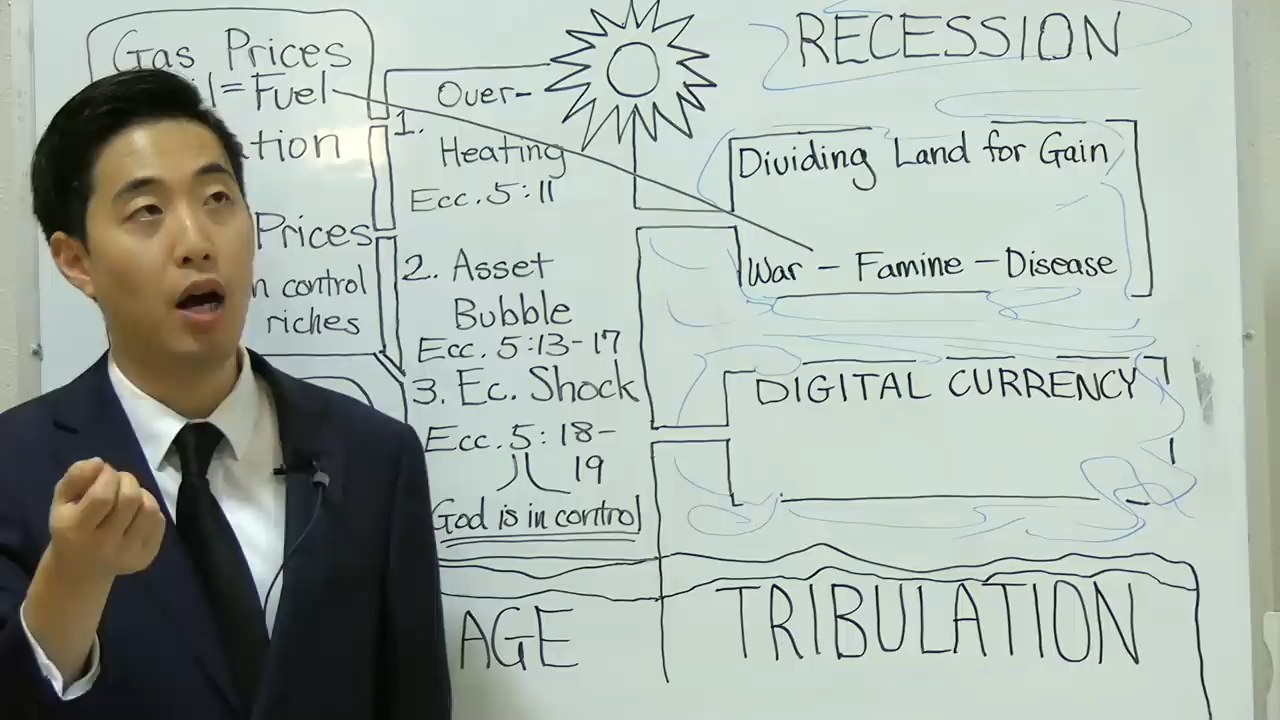 Gas Prices
= Fuel
Prices
control
riches
Over-
1.
Heating
Ecc. 5:11
2. Asset
Bubble
Ecc. 5:13-17
3. Ec. Shock
Ecc. 5:18-
19
God is in control
AGE
RECESSION
Dividing Land for Gain
War - Famine - Disease
DIGITAL CURRENCY
TRIBULATION